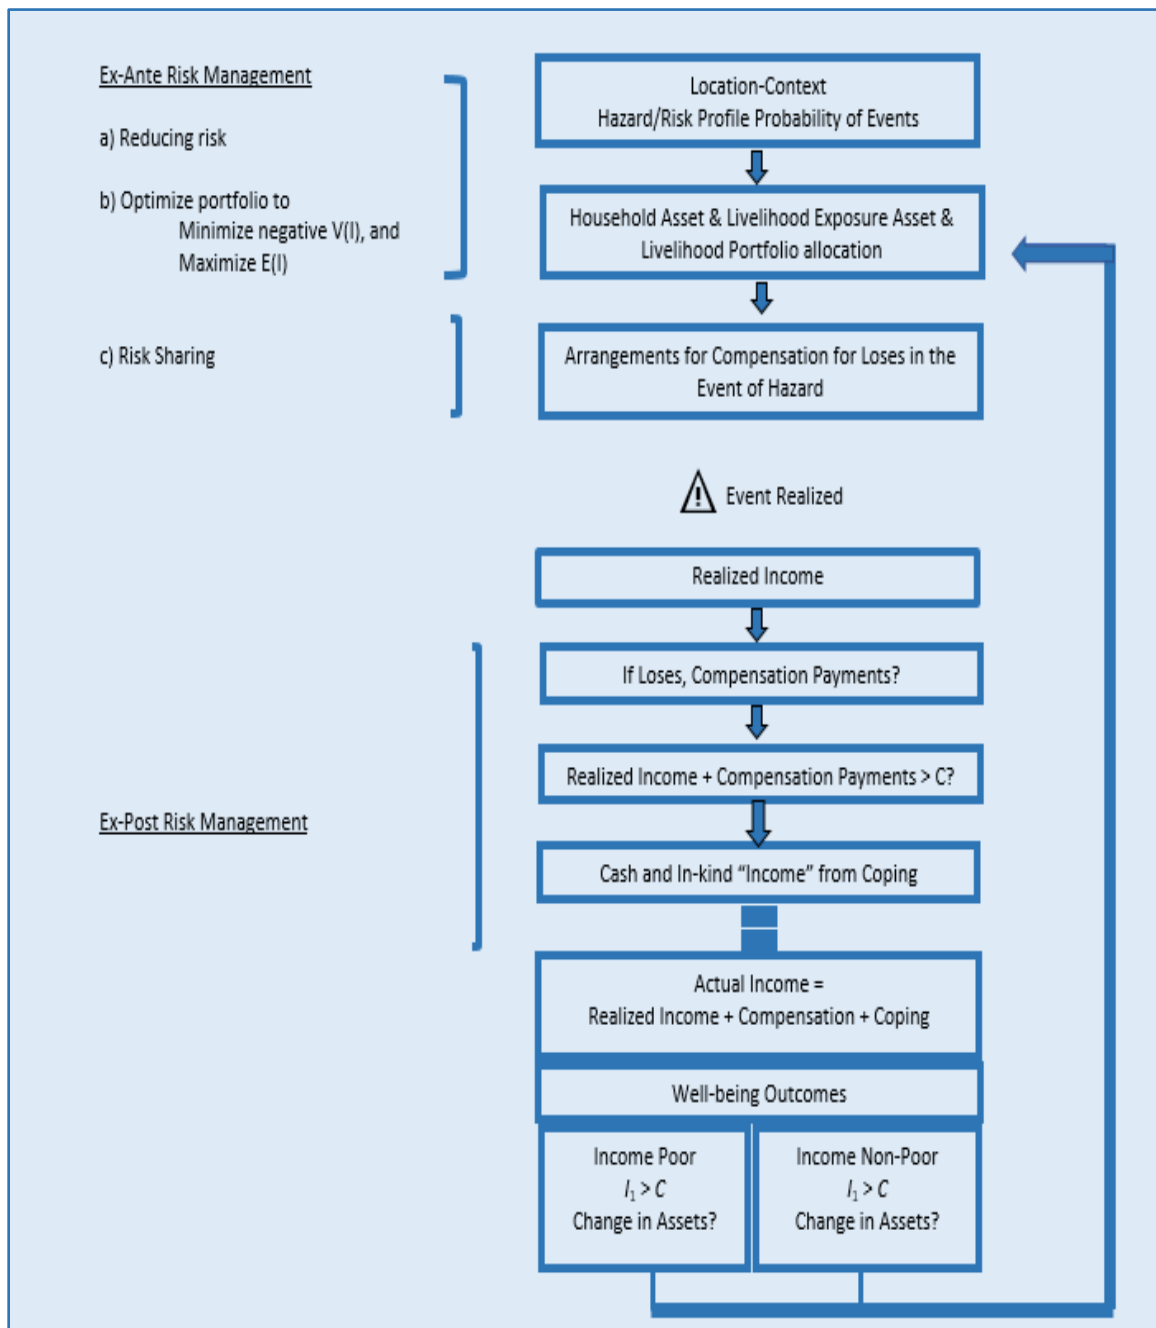 Ex-Ante Risk Management
a) Reducing risk
b) Optimize portfolio to
Minimize negative V(I), and
Maximize E(I)
c) Risk Sharing
Location-Context
Hazard/Risk Profile Probability of Events
Household Asset & Livelihood Exposure Asset &
Livelihood Portfolio allocation
Arrangements for Compensation for Loses in the
Event of Hazard
Event Realized
Realized Income
Ex-Post Risk Management
If Loses, Compensation Payments?
Realized Income + Compensation Payments > C?
Cash and In-kind “Income” from Coping
Actual Income =
Realized Income + Compensation + Coping
Well-being Outcomes
Income Poor
I₁ > C
Change in Assets?
Income Non-Poor
I₁ > C
Change in Assets?